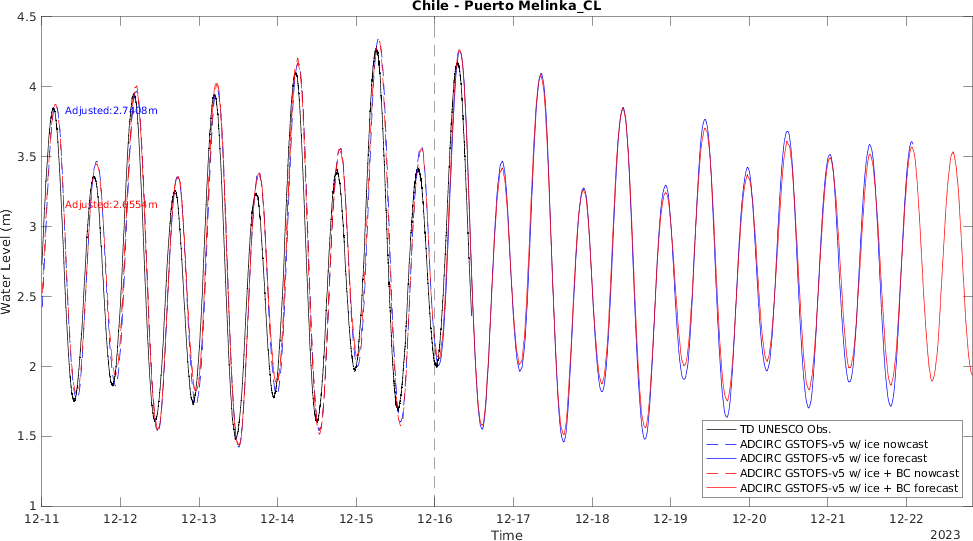 Chile - Puerto Melinka_CL
4.5
4
3.5
3
2.5
2
1.5
1
Water Level (m)
Adjusted:2.7408m
Adjusted:2.6554m
TD UNESCO Obs.
ADCIRC GSTOFS-v5 w/ ice nowcast
ADCIRC GSTOFS-v5 w/ ice forecast
ADCIRC GSTOFS-v5 w/ ice + BC nowcast
ADCIRC GSTOFS-v5 w/ ice + BC forecast
12-11 12-12 12-13 12-14 12-15 12-16 12-17 12-18 12-19 12-20 12-21 12-22
Time
2023